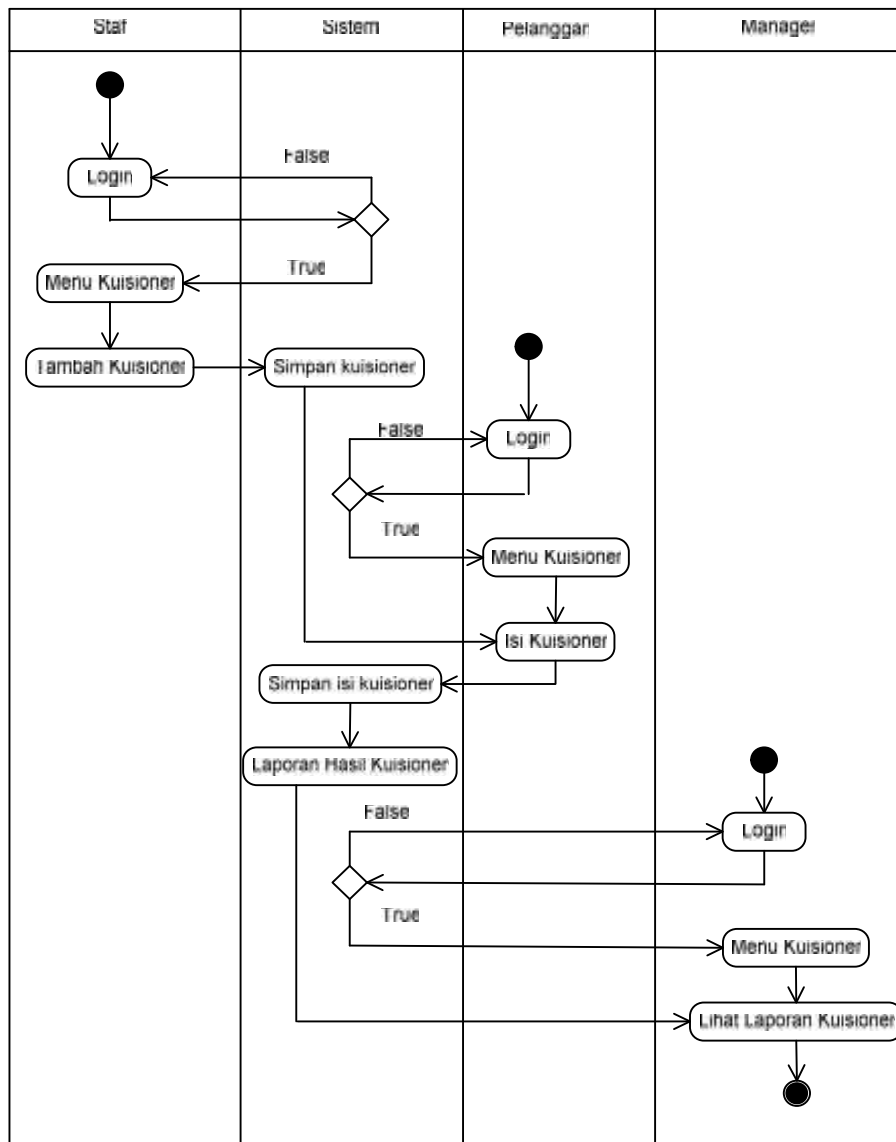 Staf
Sistem
Pelanggan
Manager
False
Login
True
Menu Kuisioner
Tambah Kuisioner
Simpan kuisioner
False
Login
True
Menu Kuisioner
Isi Kuisioner
Simpan isi kuisioner
Laporan Hasil Kuisioner
False
Login
True
Menu Kuisioner
Lihat Laporan Kuisioner